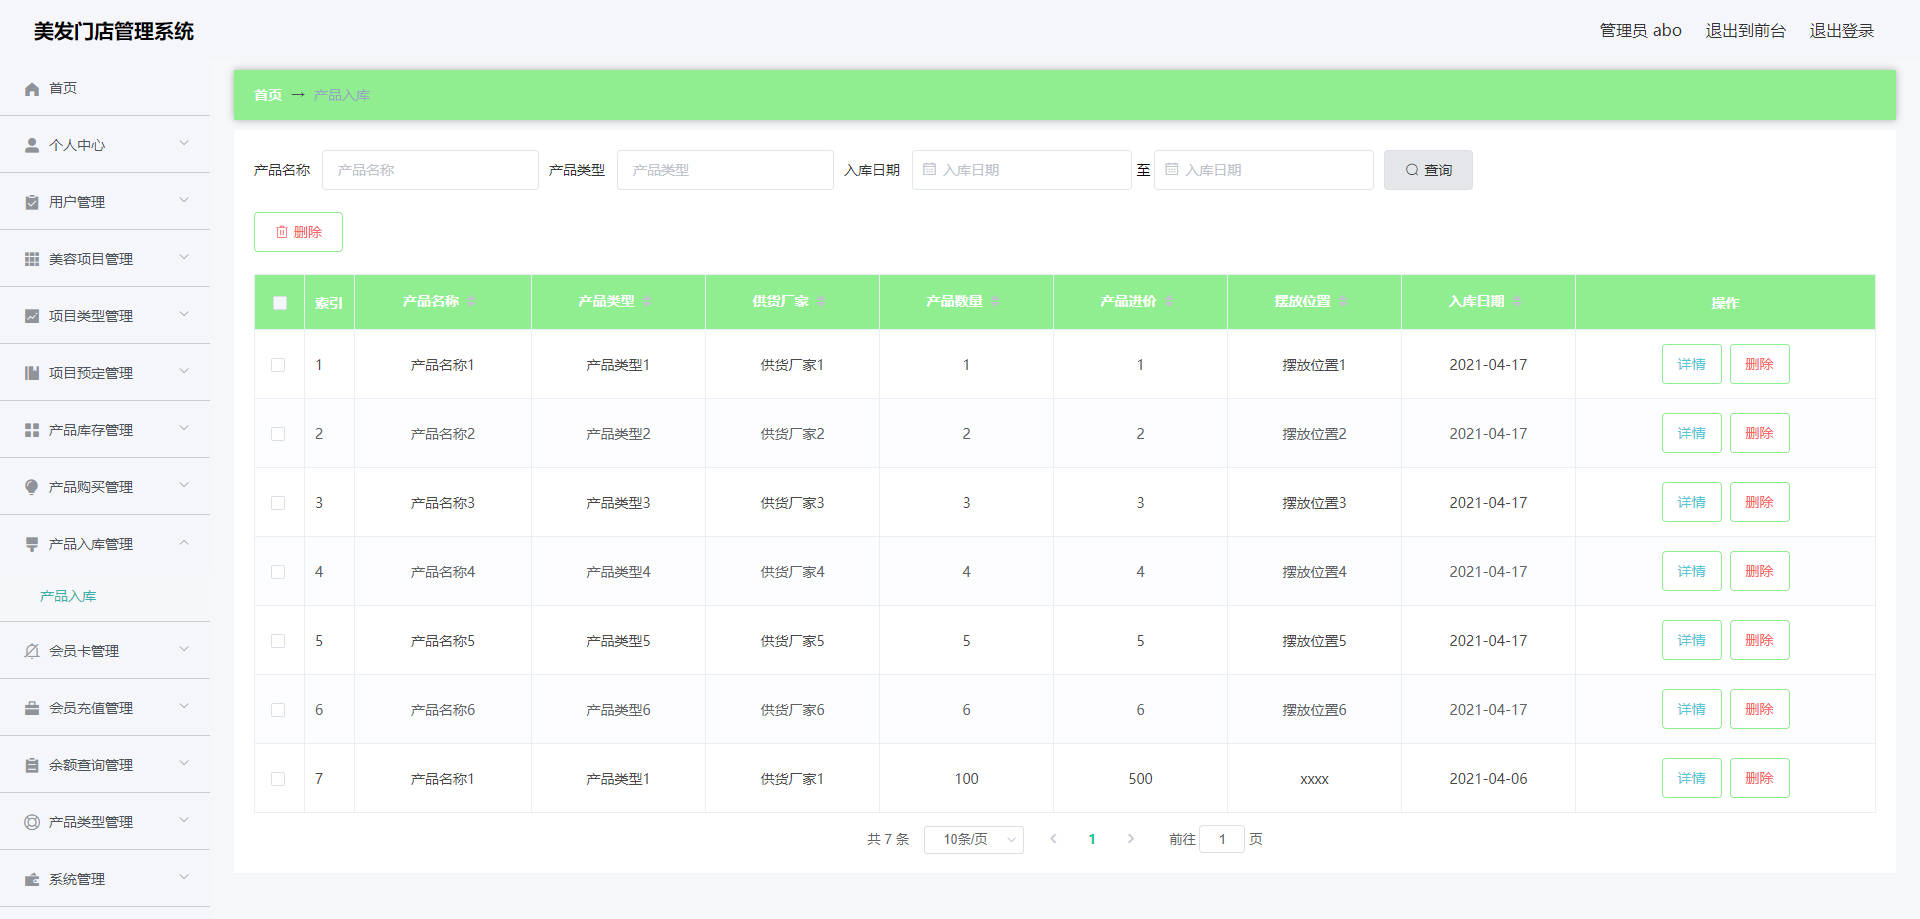 美发门店管理系统
管理员 abo 退出到前台 退出登录
首页
个人中心
用户管理
美容项目管理
项目类型管理
项目预定管理
产品库存管理
产品购买管理
产品入库管理
产品入库
会员卡管理
会员充值管理
余额查询管理
产品类型管理
系统管理
首页 → 产品入库
产品名称 产品名称 产品类型 产品类型 入库日期 入库日期 至 入库日期 查询
删除
索引 产品名称 产品类型 供货厂家 产品数量 产品进价 摆放位置 入库日期 操作
1 产品名称1 产品类型1 供货厂家1 1 1 摆放位置1 2021-04-17 详情 删除
2 产品名称2 产品类型2 供货厂家2 2 2 摆放位置2 2021-04-17 详情 删除
3 产品名称3 产品类型3 供货厂家3 3 3 摆放位置3 2021-04-17 详情 删除
4 产品名称4 产品类型4 供货厂家4 4 4 摆放位置4 2021-04-17 详情 删除
5 产品名称5 产品类型5 供货厂家5 5 5 摆放位置5 2021-04-17 详情 删除
6 产品名称6 产品类型6 供货厂家6 6 6 摆放位置6 2021-04-17 详情 删除
7 产品名称1 产品类型1 供货厂家1 100 500 xxxx 2021-04-06 详情 删除
共 7 条 10条/页 1 前往 1 页